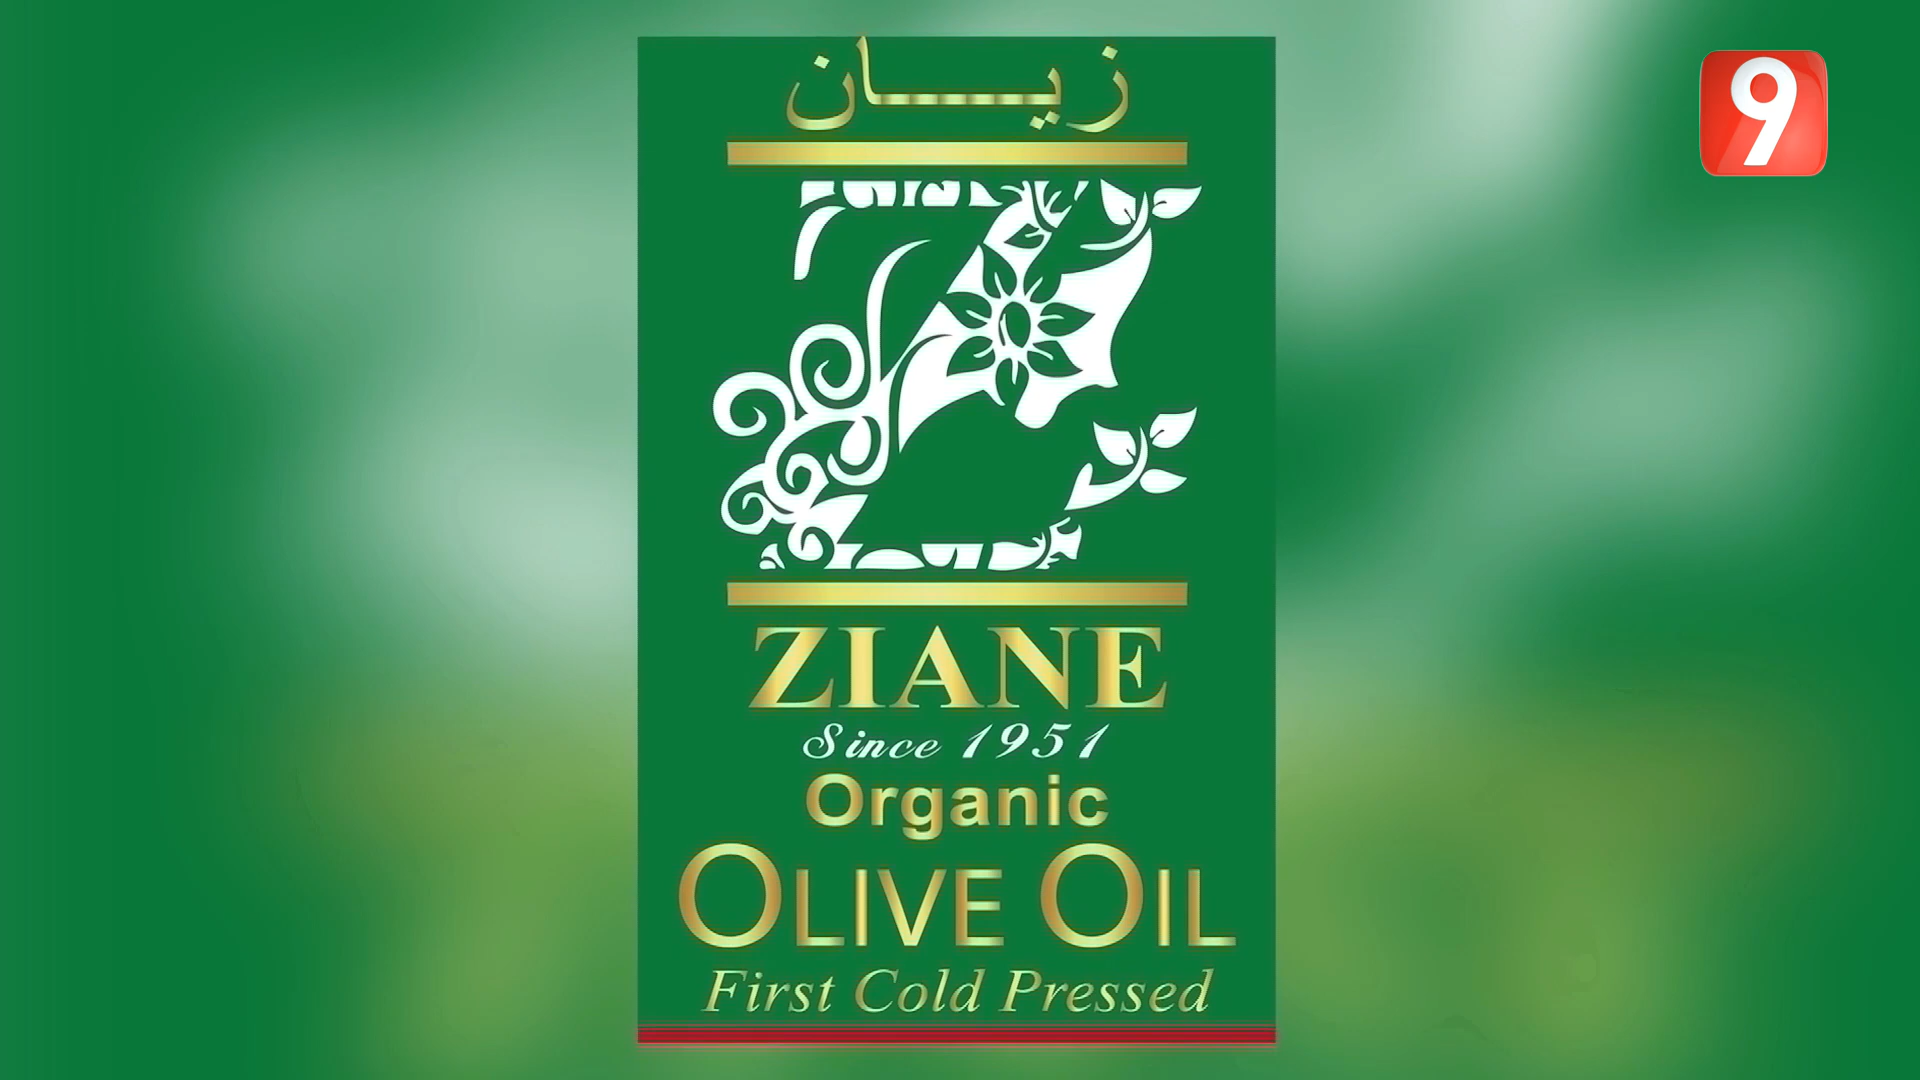 زيـــان
9
ZIANE
Since 1951
Organic
OLIVE OIL
First Cold Pressed